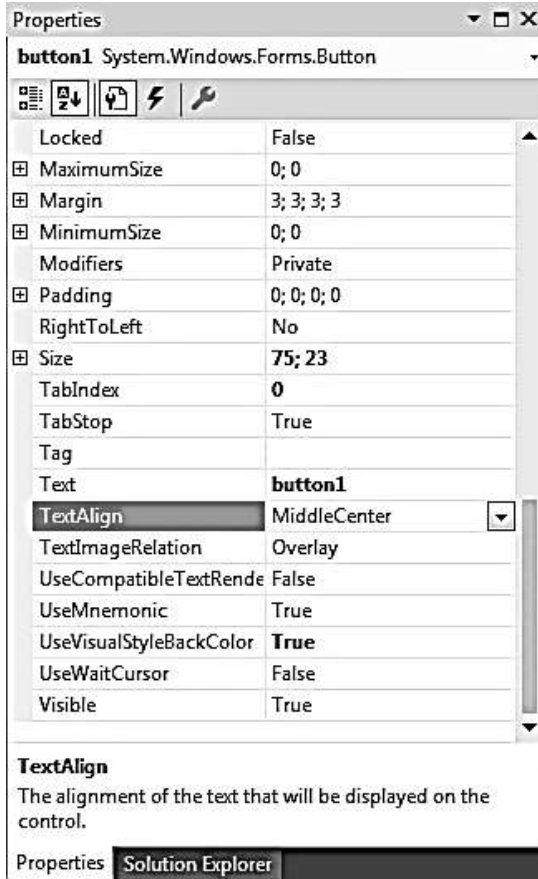 Properties
button1 System.Windows.Forms.Button
Locked False
MaximumSize 0; 0
Margin 3; 3; 3; 3
MinimumSize 0; 0
Modifiers Private
Padding 0; 0; 0; 0
RightToLeft No
Size 75; 23
TabIndex 0
TabStop True
Tag
Text button1
TextAlign MiddleCenter
TextImageRelation Overlay
UseCompatibleTextRende False
UseMnemonic True
UseVisualStyleBackColor True
UseWaitCursor False
Visible True
TextAlign
The alignment of the text that will be displayed on the
control.
Properties Solution Explorer